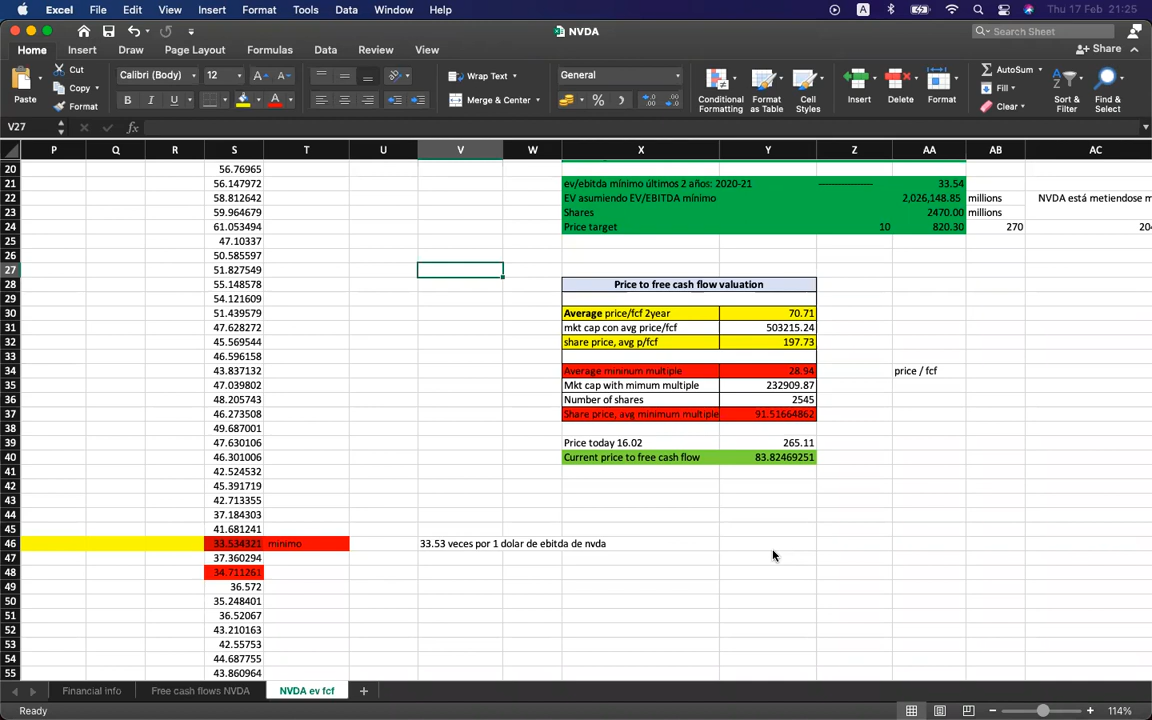 Excel File Edit View Insert Format Tools Data Window Help A Thu 17 Feb 21:25
NVDA Search Sheet
Home Insert Draw Page Layout Formulas Data Review View Share
Paste Cut Copy Format
Calibri (Body) 12 A A
B I U A
Wrap Text
Merge & Center
General
Conditional Formatting Format as Table Cell Styles Insert Delete Format
AutoSum Fill Clear Sort & Filter Find & Select
V27 fx
P Q R S T U V W X Y Z AA AB AC
20 56.76965
21 56.147972 ev/ebitda mínimo últimos 2 años: 2020-21 33.54
22 58.812642 EV asumiendo EV/EBITDA mínimo 2,026,148.85 millions NVDA está metiendose m
23 59.964679 Shares 2470.00 millions
24 61.053494 Price target 10 820.30 270 204
25 47.10337
26 50.585597
27 51.827549
28 55.148578 Price to free cash flow valuation
29 54.121609
30 51.439579 Average price/fcf 2year 70.71
31 47.628272 mkt cap con avg price/fcf 503215.24
32 45.569544 share price, avg p/fcf 197.73
33 46.596158
34 43.837132 Average mininum multiple 28.94 price / fcf
35 47.039802 Mkt cap with mimum multiple 232909.87
36 48.205743 Number of shares 2545
37 46.273508 Share price, avg minimum multiple 91.51664862
38 49.687001
39 47.630106 Price today 16.02 265.11
40 46.301006 Current price to free cash flow 83.82469251
41 42.524532
42 45.391719
43 42.713355
44 37.184303
45 41.681241
46 33.534321 minimo 33.53 veces por 1 dolar de ebitda de nvda
47 37.360294
48 34.711261
49 36.572
50 35.248401
51 36.52067
52 43.210163
53 42.55753
54 44.687755
55 43.860964
Financial info Free cash flows NVDA NVDA ev fcf +
Ready 114%